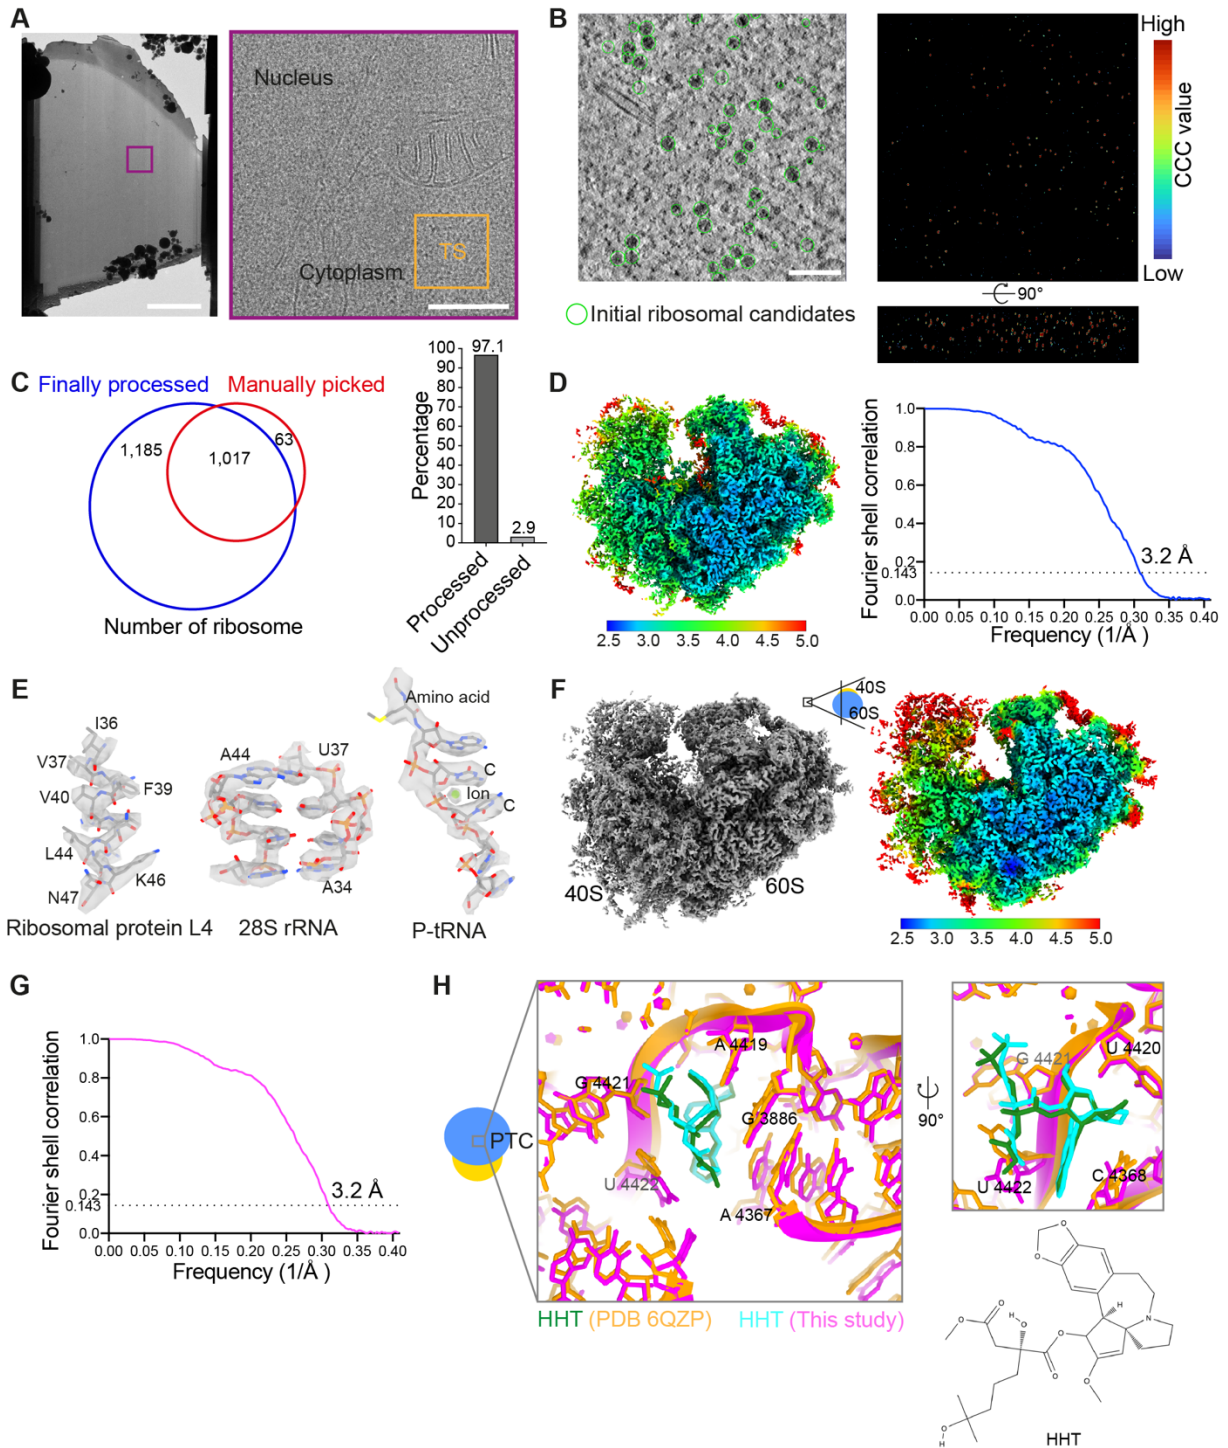 A
Nucleus
Cytoplasm
TS
B
High
CCC value
Low
90°
Initial ribosomal candidates
C
Finally processed
Manually picked
1,185
1,017
63
Number of ribosome
Percentage
100
90
80
70
60
50
40
30
20
10
0
97.1
2.9
Processed
Unprocessed
D
2.5 3.0 3.5 4.0 4.5 5.0
Fourier shell correlation
1.0
0.8
0.6
0.4
0.2
0.143
0.0
3.2 Å
0.00 0.05 0.10 0.15 0.20 0.25 0.30 0.35 0.40
Frequency (1/Å )
E
I36
V37
F39
V40
L44
K46
N47
Ribosomal protein L4
A44
U37
A34
28S rRNA
Amino acid
C
Ion
C
P-tRNA
F
40S
60S
40S
60S
2.5 3.0 3.5 4.0 4.5 5.0
G
Fourier shell correlation
1.0
0.8
0.6
0.4
0.2
0.143
0.0
3.2 Å
0.00 0.05 0.10 0.15 0.20 0.25 0.30 0.35 0.40
Frequency (1/Å )
H
PTC
A 4419
G 4421
G 3886
U 4422
A 4367
HHT (PDB 6QZP)
HHT (This study)
90°
G 4421
U 4420
U 4422
C 4368
O
O
H
N
O
H
O
O
O
O
O
O
H
HHT